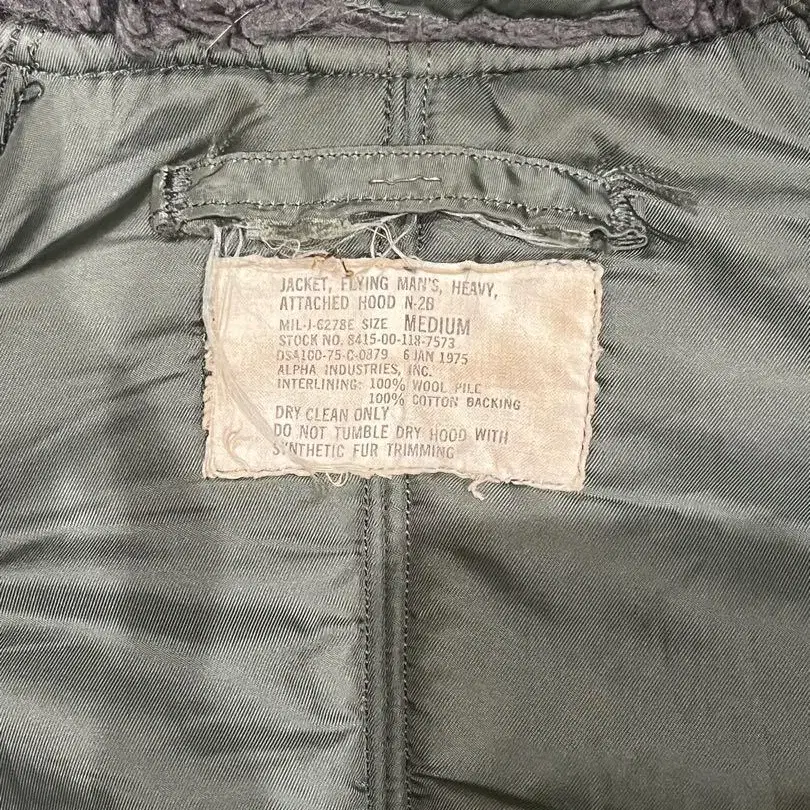 JACKET, FLYING MAN'S, HEAVY,
ATTACHED HOOD N-2B
MIL-J-6278E SIZE MEDIUM
STOCK NO. 8415-00-118-7573
DSA100-75-C-0879 6 JAN 1975
ALPHA INDUSTRIES, INC.
INTERLINING: 100% WOOL PILE
100% COTTON BACKING
DRY CLEAN ONLY
DO NOT TUMBLE DRY HOOD WITH
SYNTHETIC FUR TRIMMING